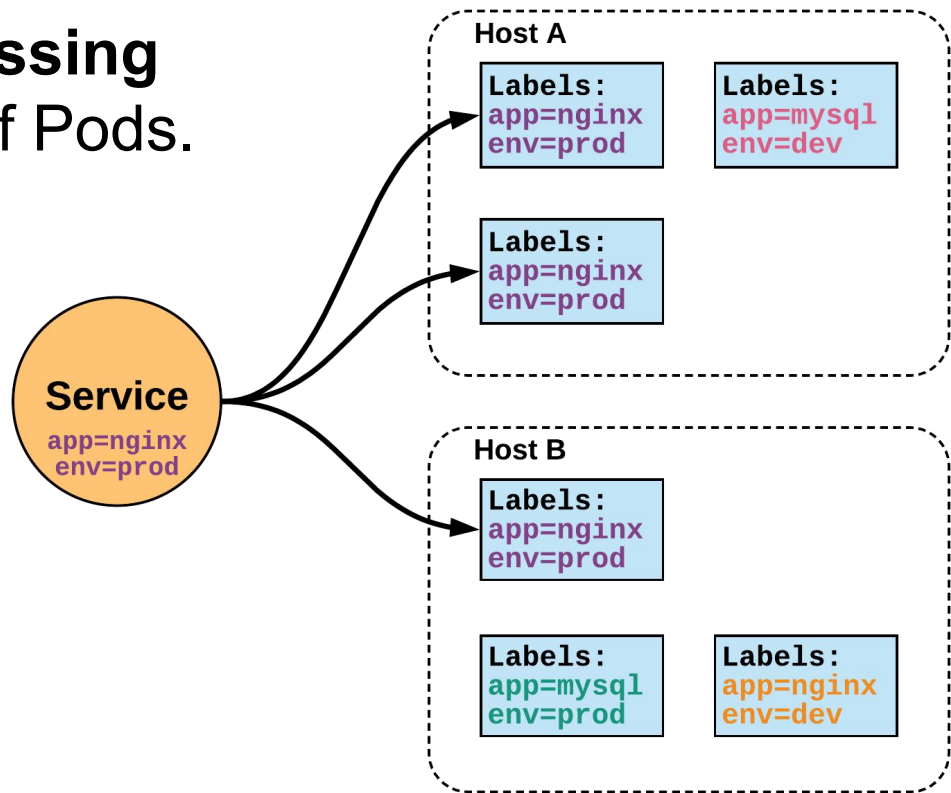 ssing
f Pods.
Host A
Labels:
app=nginx
env=prod
Labels:
app=mysql
env=dev
Labels:
app=nginx
env=prod
Service
app=nginx
env=prod
Host B
Labels:
app=nginx
env=prod
Labels:
app=mysql
env=prod
Labels:
app=nginx
env=dev